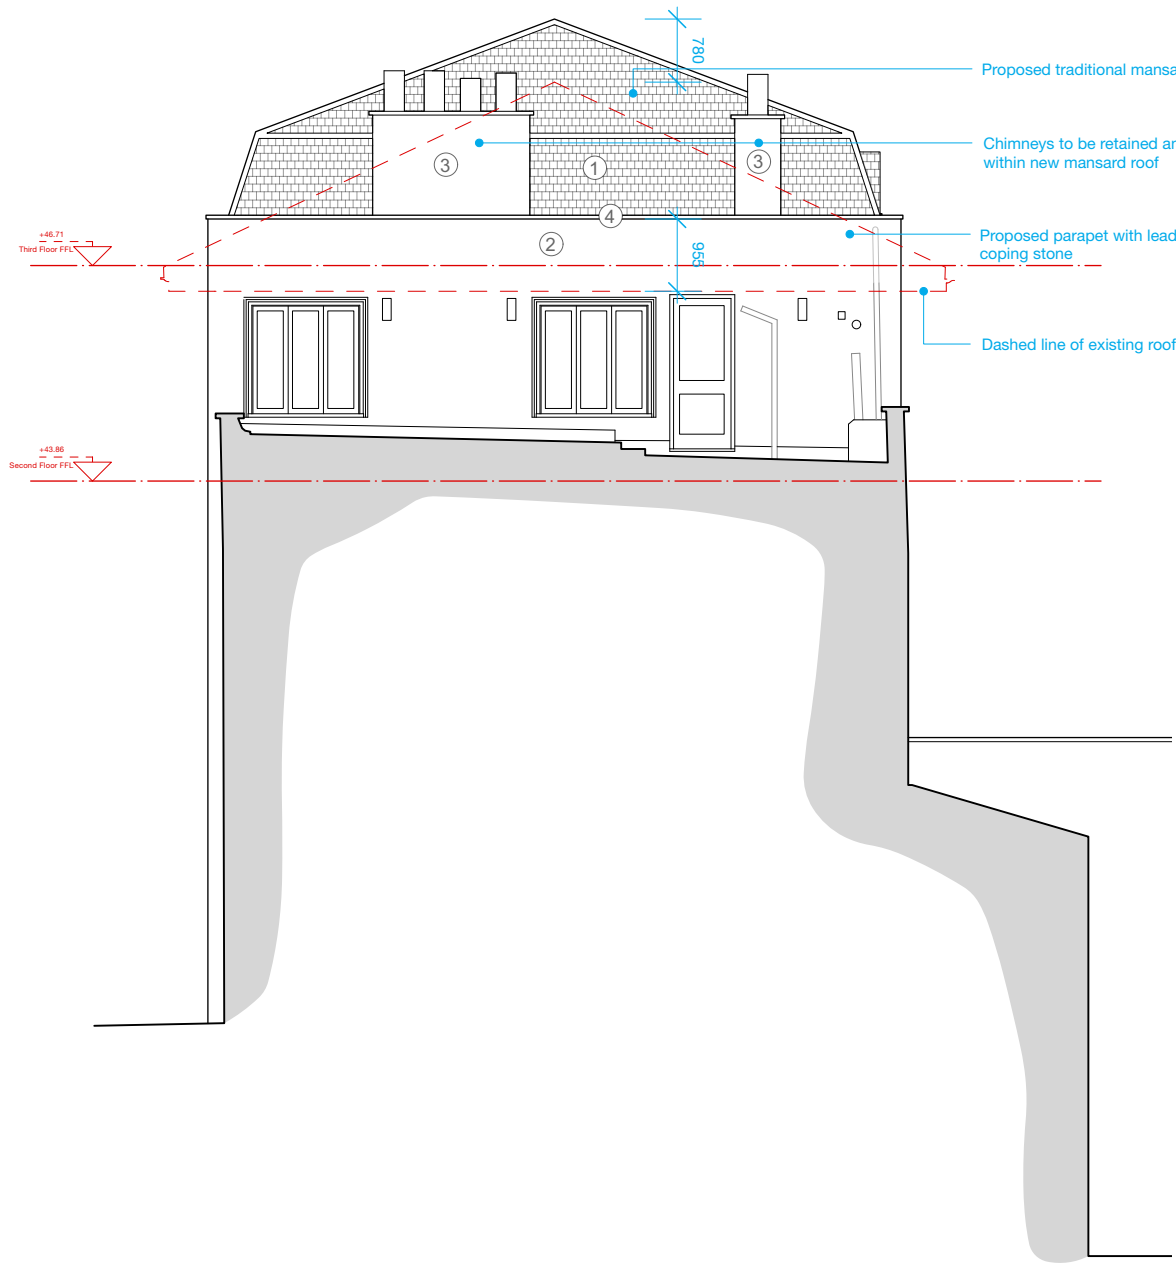 780
Proposed traditional
Chimneys to be retained
within new mansard roof
3
1
3
4
+46.71
Third Floor FFL
2
955
Proposed parapet with lead
coping stone
Dashed line of existing roof
+43.86
Second Floor FFL